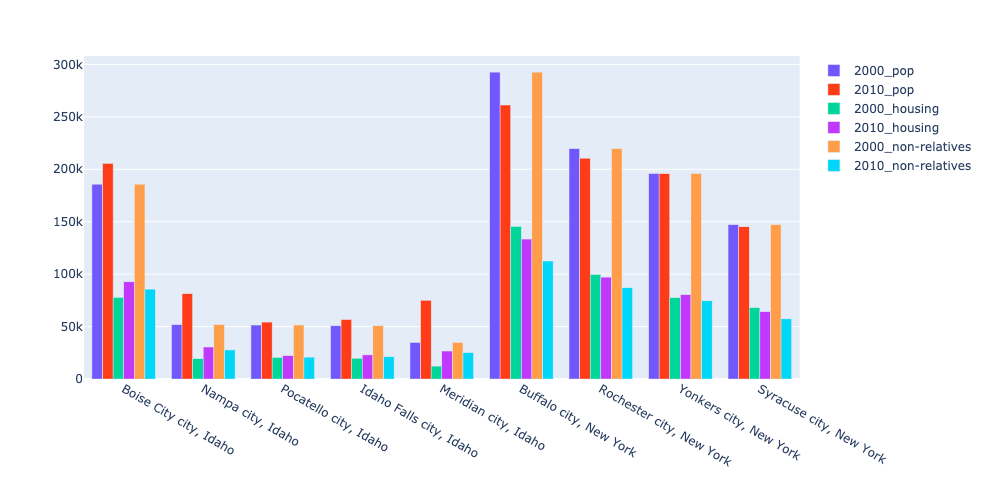 300k
250k
200k
150k
100k
50k
0
Boise City city, Idaho
Nampa city, Idaho
Pocatello city, Idaho
Idaho Falls city, Idaho
Meridian city, Idaho
Buffalo city, New York
Rochester city, New York
Yonkers city, New York
Syracuse city, New York
2000_pop
2010_pop
2000_housing
2010_housing
2000_non-relatives
2010_non-relatives